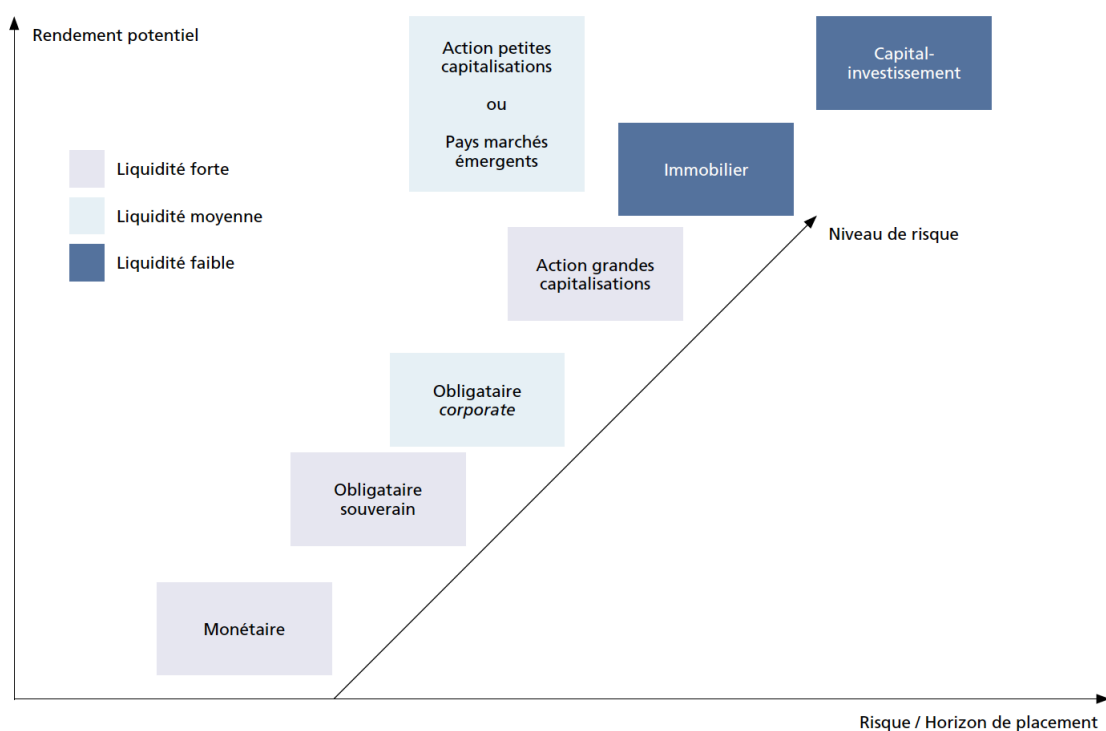 Rendement potentiel
Liquidité forte
Liquidité moyenne
Liquidité faible
Action petites
capitalisations
ou
Pays marchés
émergents
Capital-
investissement
Immobilier
Niveau de risque
Action grandes
capitalisations
Obligataire
corporate
Obligataire
souverain
Monétaire
Risque / Horizon de placement